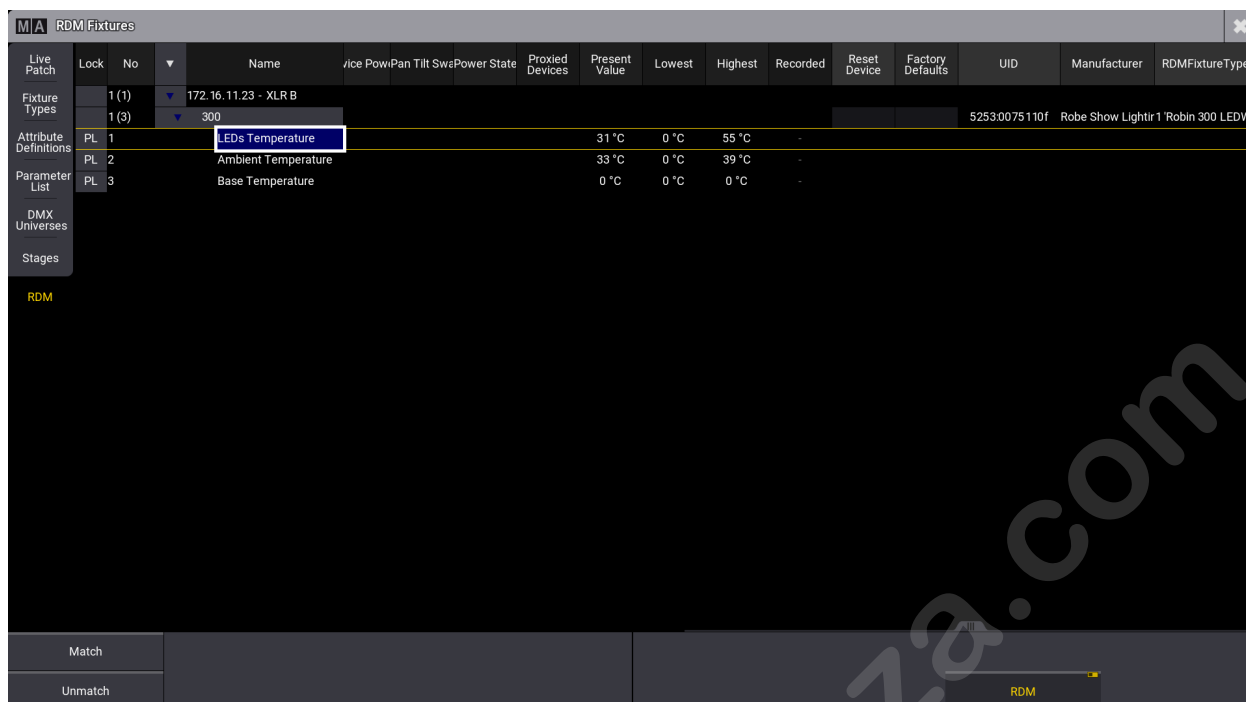 MA RDM Fixtures
Live Patch
Lock No ▼ Name vice Pow Pan Tilt Swa Power State Proxied Devices Present Value Lowest Highest Recorded Reset Device Factory Defaults UID Manufacturer RDMFixtureType
Fixture Types
1 (1) ▼ 172.16.11.23 - XLR B
1 (3) ▼ 300 5253:0075110f Robe Show Lightir 1 'Robin 300 LEDW
Attribute Definitions
PL 1 LEDs Temperature 31 °C 0 °C 55 °C -
PL 2 Ambient Temperature 33 °C 0 °C 39 °C -
Parameter List
PL 3 Base Temperature 0 °C 0 °C 0 °C -
DMX Universes
Stages
RDM
Match
Unmatch
RDM
za.com